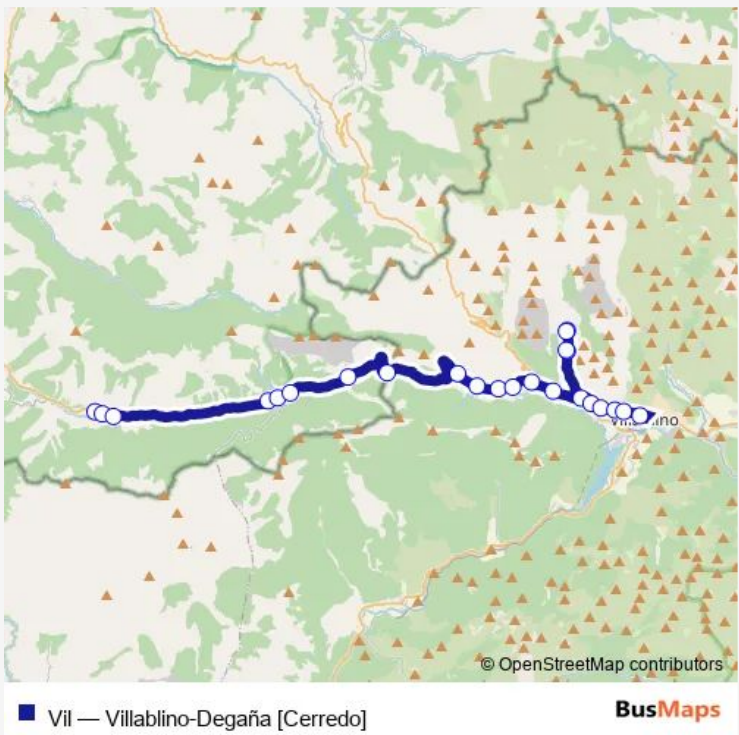 © OpenStreetMap contributors
Vil — Villablino-Degaña [Cerredo]
BusMaps